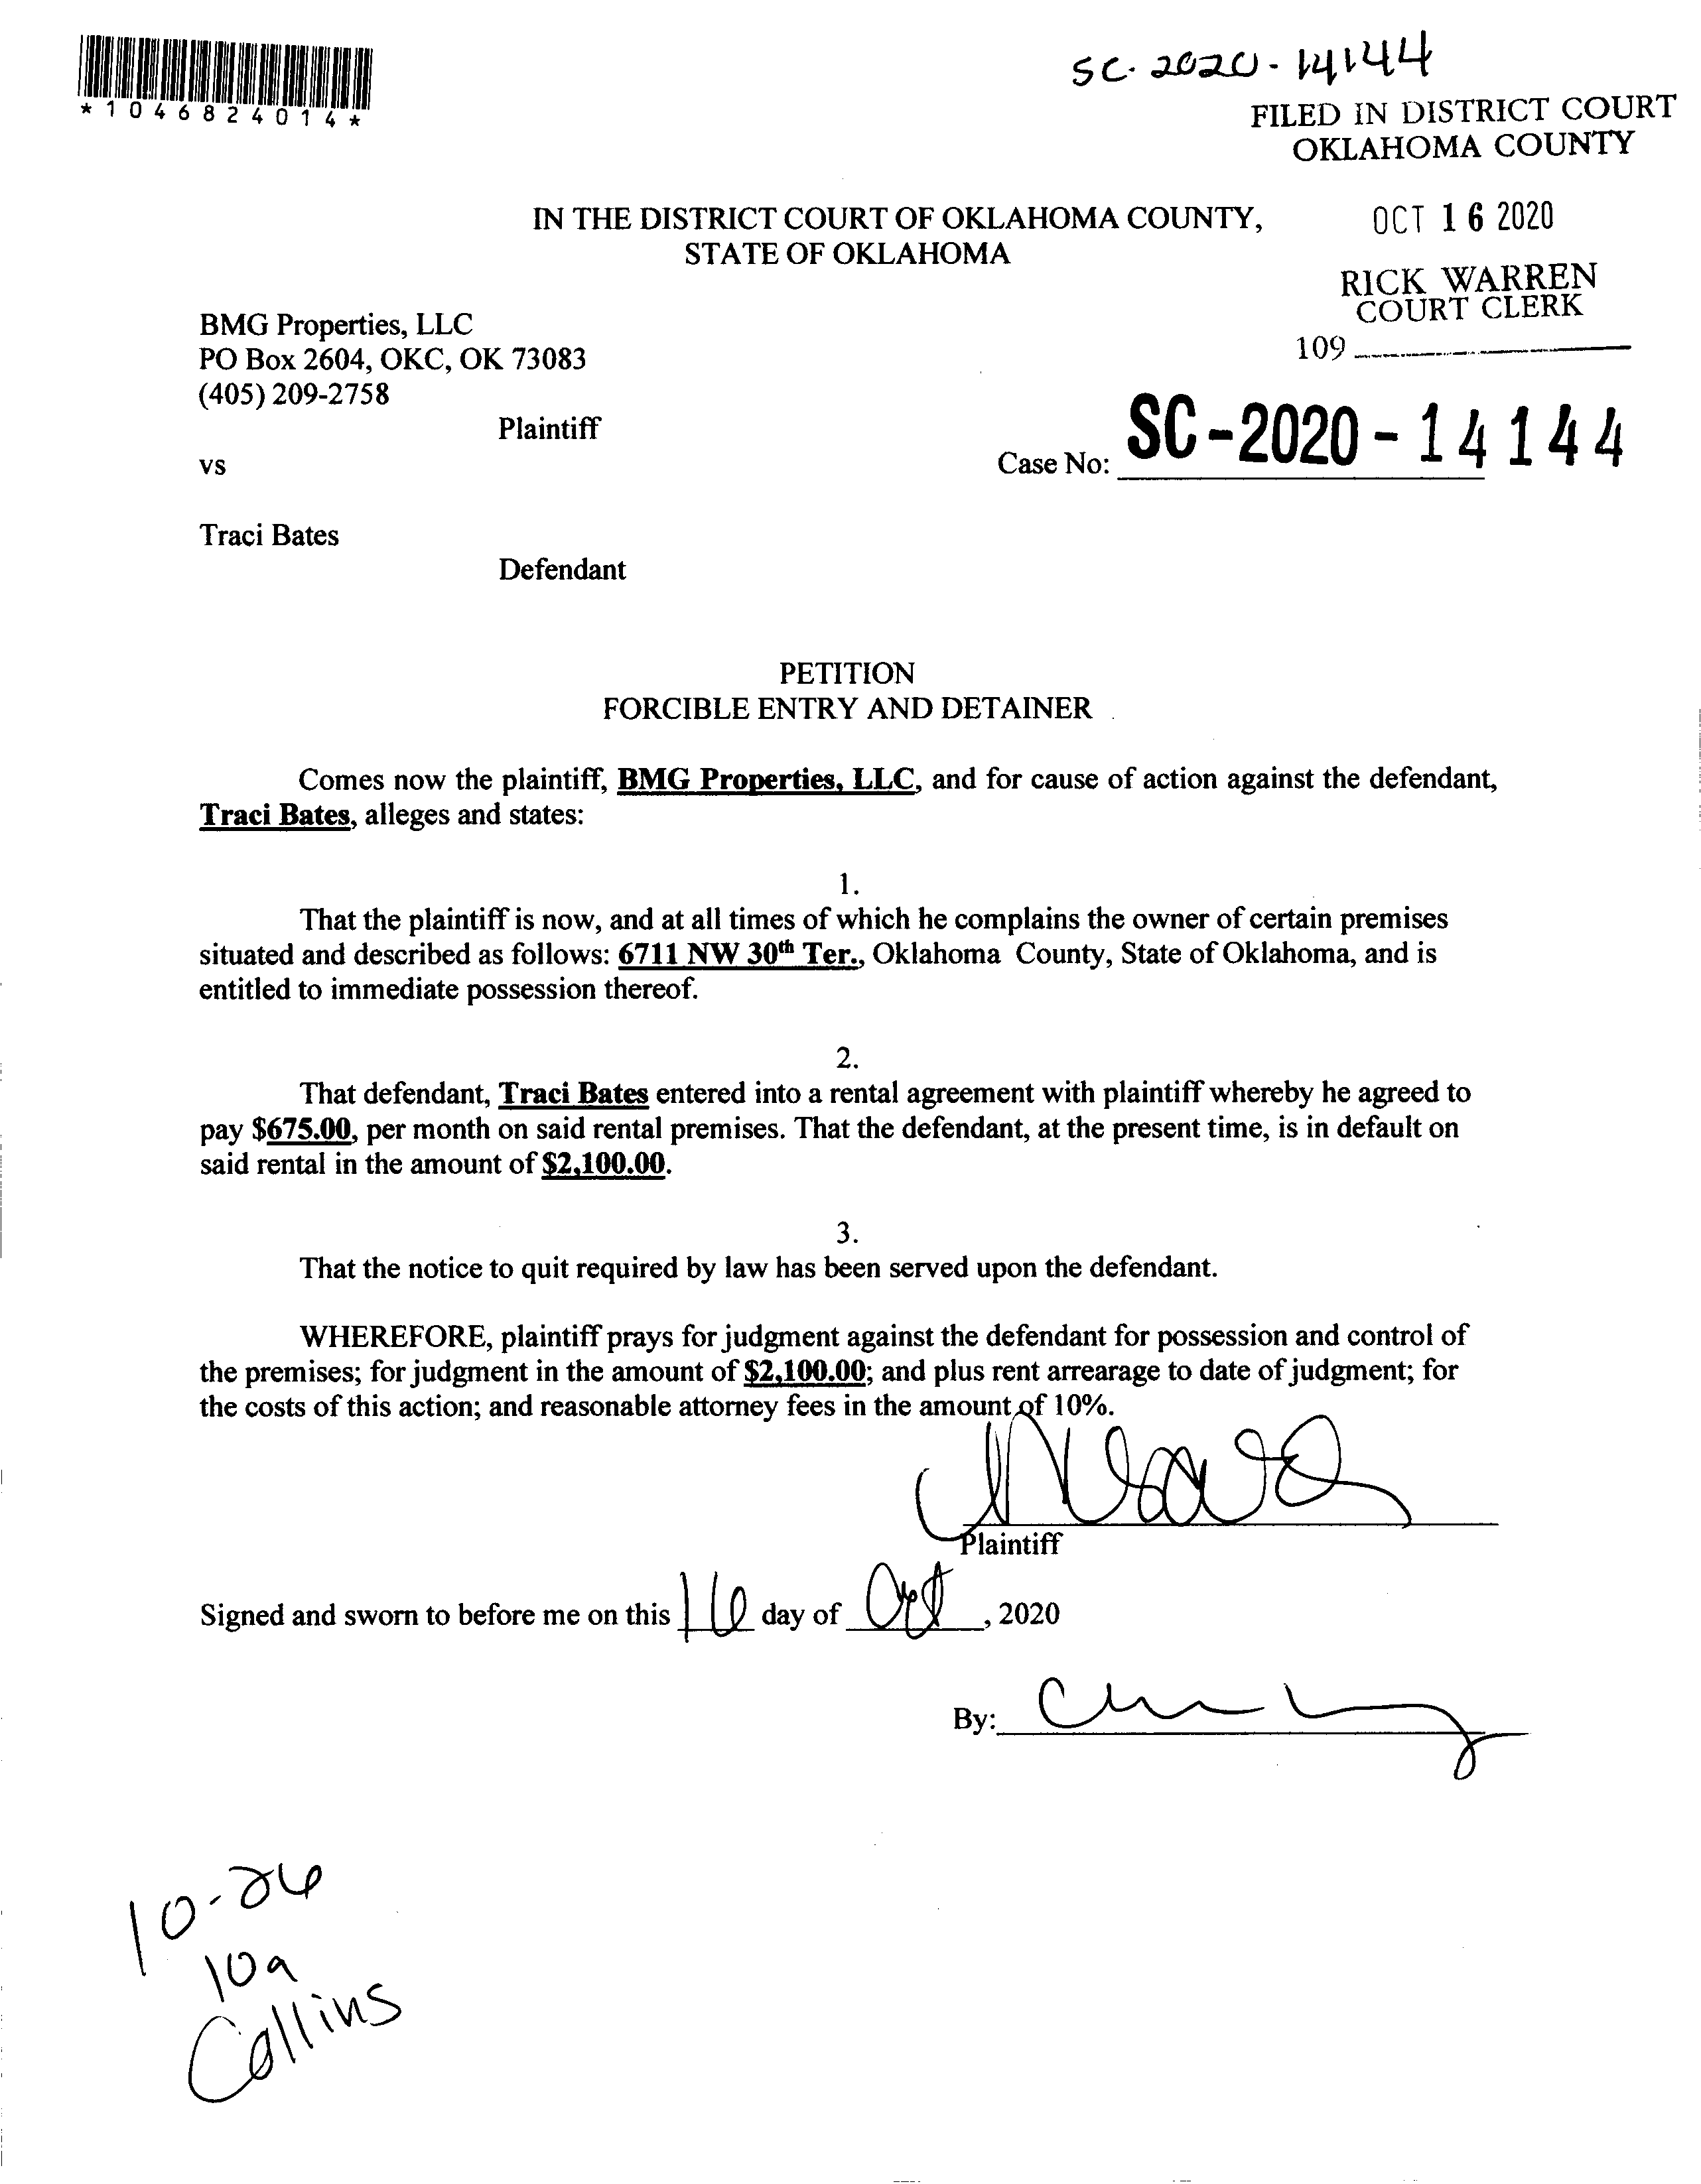 *1046824014*
SC-2020-14144
FILED IN DISTRICT COURT
OKLAHOMA COUNTY
IN THE DISTRICT COURT OF OKLAHOMA COUNTY,
STATE OF OKLAHOMA
OCT 16 2020
RICK WARREN
COURT CLERK
109
BMG Properties, LLC
PO Box 2604, OKC, OK 73083
(405) 209-2758
Plaintiff
vs
Case No: SC-2020-14144
Traci Bates
Defendant
PETITION
FORCIBLE ENTRY AND DETAINER
Comes now the plaintiff, BMG Properties, LLC, and for cause of action against the defendant,
Traci Bates, alleges and states:
1.
That the plaintiff is now, and at all times of which he complains the owner of certain premises
situated and described as follows: 6711 NW 30th Ter., Oklahoma County, State of Oklahoma, and is
entitled to immediate possession thereof.
2.
That defendant, Traci Bates entered into a rental agreement with plaintiff whereby he agreed to
pay $675.00, per month on said rental premises. That the defendant, at the present time, is in default on
said rental in the amount of $2,100.00.
3.
That the notice to quit required by law has been served upon the defendant.
WHEREFORE, plaintiff prays for judgment against the defendant for possession and control of
the premises; for judgment in the amount of $2,100.00; and plus rent arrearage to date of judgment; for
the costs of this action; and reasonable attorney fees in the amount of 10%.
Plaintiff
Signed and sworn to before me on this 16 day of Oct, 2020
By:
10-26
10a
Collins